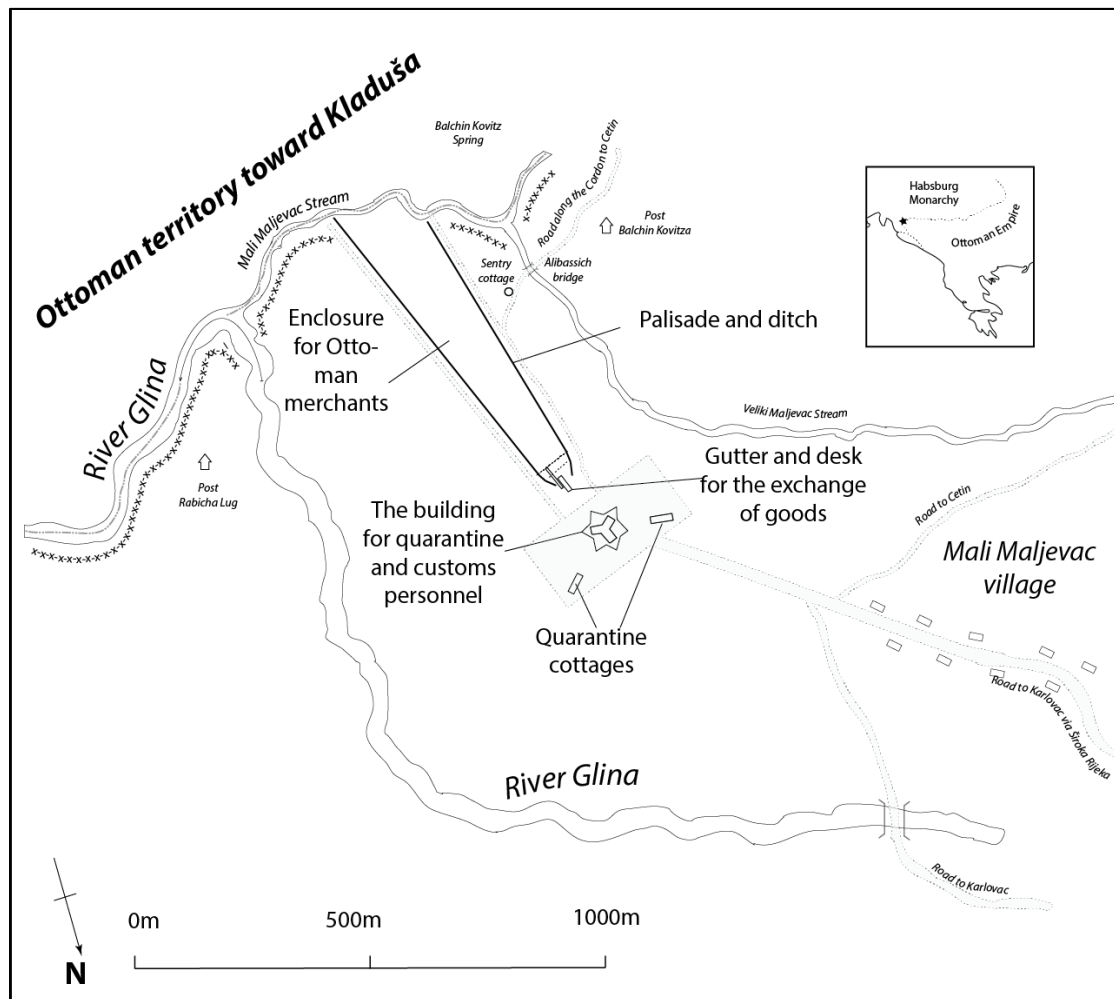 Ottoman territory toward Kladuša
Balchin Kovitz
Spring
Mali Maljevac Stream
Road along the Cordon to Cetin
Post
Balchin Kovitza
Habsburg
Monarchy
Ottoman Empire
Sentry
cottage
Alibassich
bridge
Enclosure
for Otto-
man
merchants
Palisade and ditch
River Glina
Post
Rabicha Lug
Veliki Maljevac Stream
Gutter and desk
for the exchange
of goods
Road to Cetin
The building
for quarantine
and customs
personnel
Mali Maljevac
village
Quarantine
cottages
Road to Karlovac via Široka Rijeka
River Glina
Road to Karlovac
0m
500m
1000m
N
x-x-xx-xx-x
x-x-x-x-x-x-x
x-x-x-x-x-x-x-x-x-x-x-x-x-x
x-x-x-x-x-x-x-x-x-x-x-x-x-x-x-x-x-x-x-x-x-x-x